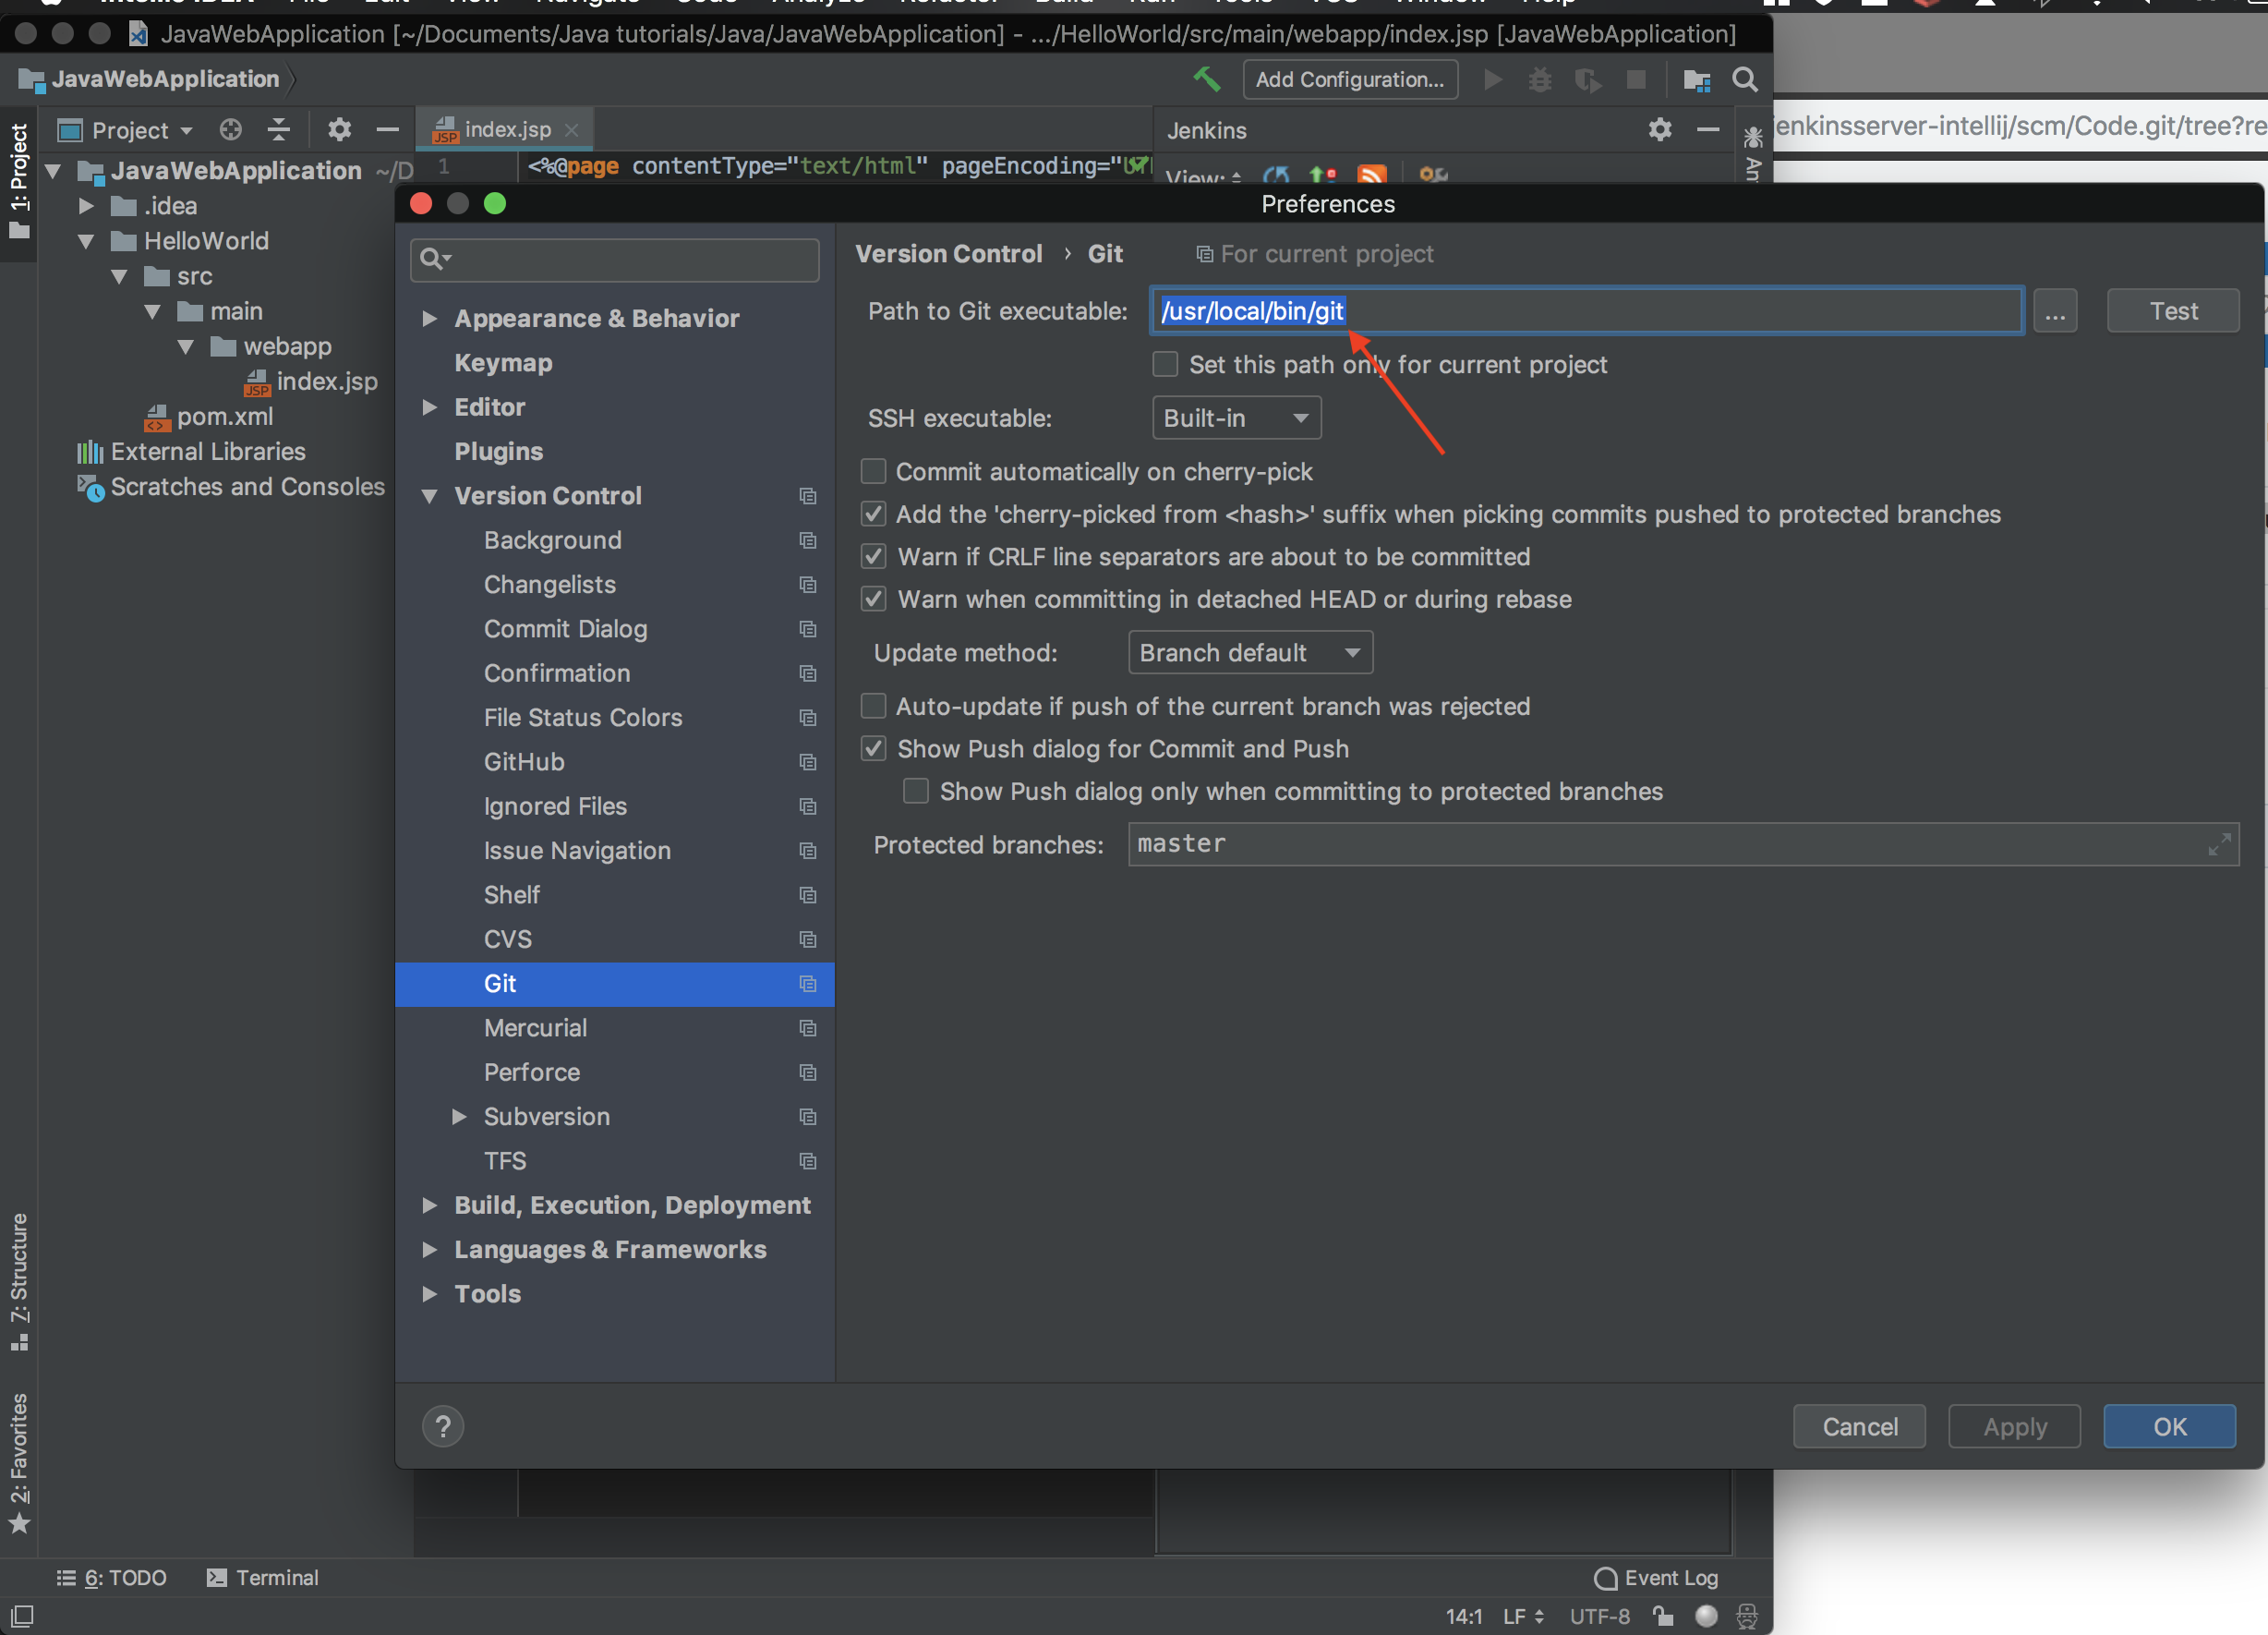 JavaWebApplication [~/Documents/Java tutorials/Java/JavaWebApplication] - .../HelloWorld/src/main/webapp/index.jsp [JavaWebApplication]
JavaWebApplication
Add Configuration...
1: Project
Project
index.jsp
Jenkins
enkinsserver-intellij/scm/Code.git/tree?re
JavaWebApplication ~/D
1
<%@page contentType="text/html" pageEncoding="UT
View:
Ant
.idea
HelloWorld
src
main
webapp
index.jsp
pom.xml
External Libraries
Scratches and Consoles
Preferences
Appearance & Behavior
Keymap
Editor
Plugins
Version Control
Background
Changelists
Commit Dialog
Confirmation
File Status Colors
GitHub
Ignored Files
Issue Navigation
Shelf
CVS
Git
Mercurial
Perforce
Subversion
TFS
Build, Execution, Deployment
Languages & Frameworks
Tools
Version Control › Git
For current project
Path to Git executable: /usr/local/bin/git ... Test
Set this path only for current project
SSH executable: Built-in
Commit automatically on cherry-pick
Add the 'cherry-picked from <hash>' suffix when picking commits pushed to protected branches
Warn if CRLF line separators are about to be committed
Warn when committing in detached HEAD or during rebase
Update method: Branch default
Auto-update if push of the current branch was rejected
Show Push dialog for Commit and Push
Show Push dialog only when committing to protected branches
Protected branches: master
? Cancel Apply OK
7: Structure
2: Favorites
6: TODO
Terminal
Event Log
14:1 LF UTF-8